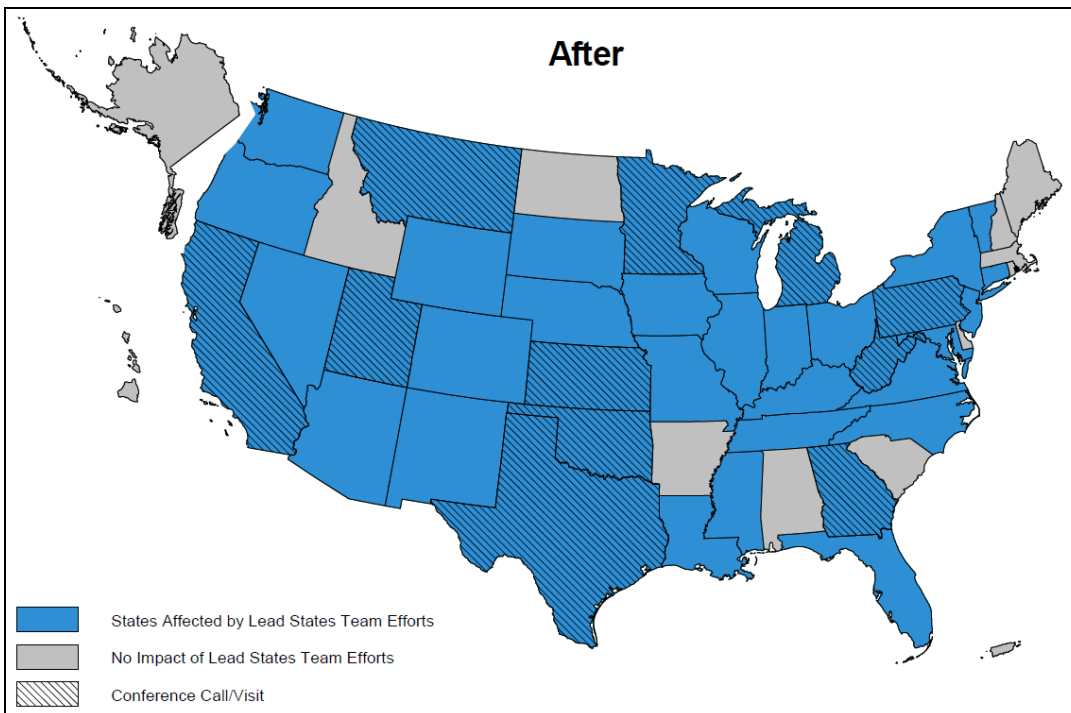 After
States Affected by Lead States Team Efforts
No Impact of Lead States Team Efforts
Conference Call/Visit